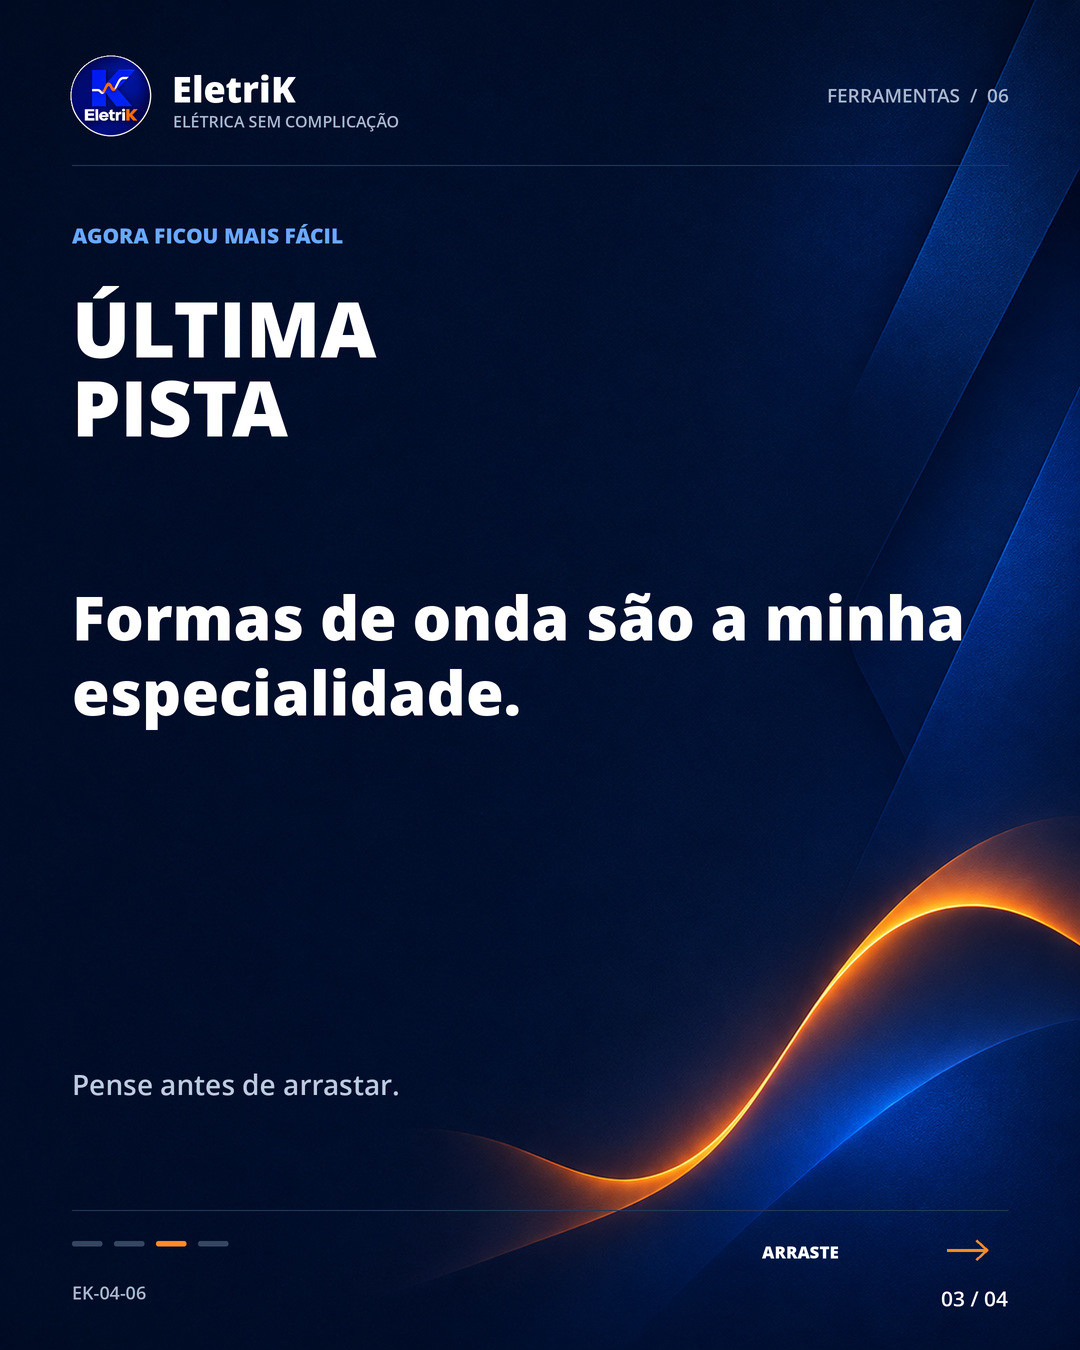 EletriK
EletriK
ELÉTRICA SEM COMPLICAÇÃO
FERRAMENTAS / 06
AGORA FICOU MAIS FÁCIL
ÚLTIMA
PISTA
Formas de onda são a minha
especialidade.
Pense antes de arrastar.
ARRASTE
EK-04-06
03 / 04